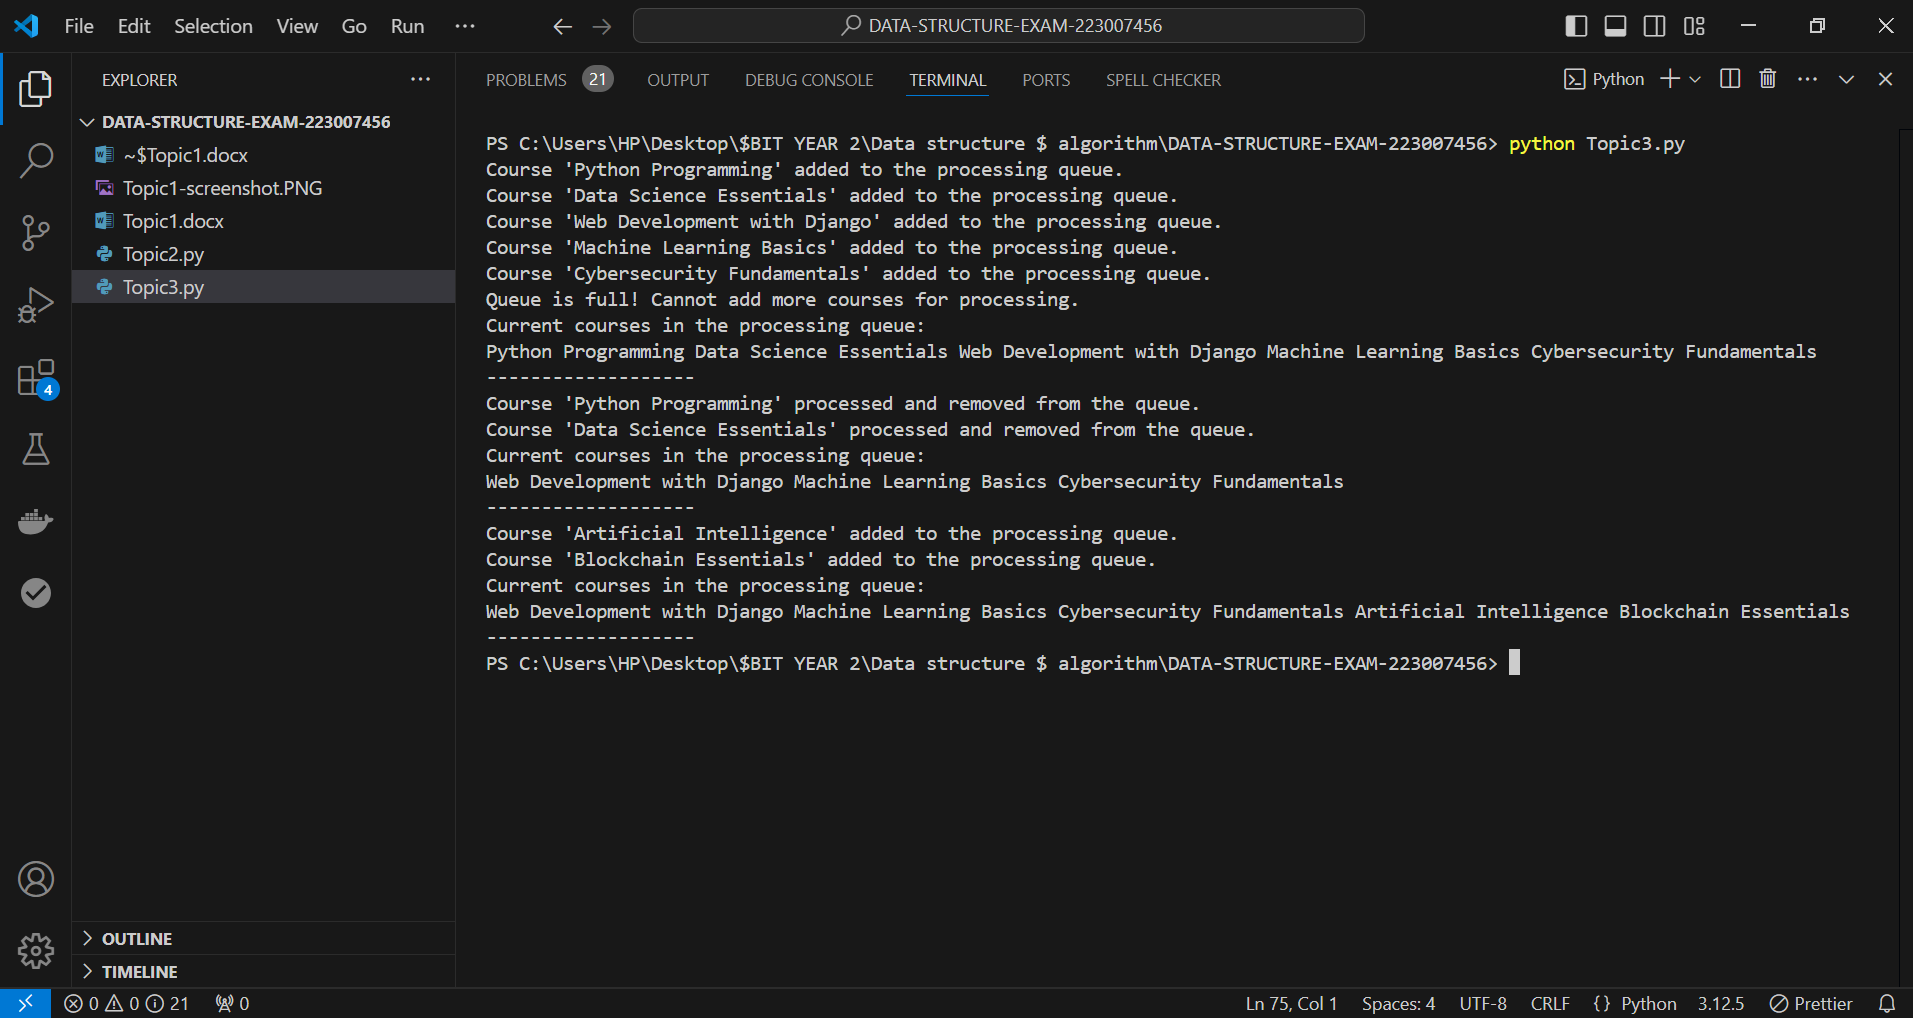 File Edit Selection View Go Run ···
DATA-STRUCTURE-EXAM-223007456
EXPLORER ···
DATA-STRUCTURE-EXAM-223007456
~$Topic1.docx
Topic1-screenshot.PNG
Topic1.docx
Topic2.py
Topic3.py
4
OUTLINE
TIMELINE
PROBLEMS 21 OUTPUT DEBUG CONSOLE TERMINAL PORTS SPELL CHECKER
Python
PS C:\Users\HP\Desktop\$BIT YEAR 2\Data structure $ algorithm\DATA-STRUCTURE-EXAM-223007456> python Topic3.py
Course 'Python Programming' added to the processing queue.
Course 'Data Science Essentials' added to the processing queue.
Course 'Web Development with Django' added to the processing queue.
Course 'Machine Learning Basics' added to the processing queue.
Course 'Cybersecurity Fundamentals' added to the processing queue.
Queue is full! Cannot add more courses for processing.
Current courses in the processing queue:
Python Programming Data Science Essentials Web Development with Django Machine Learning Basics Cybersecurity Fundamentals
-------------------
Course 'Python Programming' processed and removed from the queue.
Course 'Data Science Essentials' processed and removed from the queue.
Current courses in the processing queue:
Web Development with Django Machine Learning Basics Cybersecurity Fundamentals
-------------------
Course 'Artificial Intelligence' added to the processing queue.
Course 'Blockchain Essentials' added to the processing queue.
Current courses in the processing queue:
Web Development with Django Machine Learning Basics Cybersecurity Fundamentals Artificial Intelligence Blockchain Essentials
-------------------
PS C:\Users\HP\Desktop\$BIT YEAR 2\Data structure $ algorithm\DATA-STRUCTURE-EXAM-223007456>
0 0 21 0 Ln 75, Col 1 Spaces: 4 UTF-8 CRLF {} Python 3.12.5 Prettier